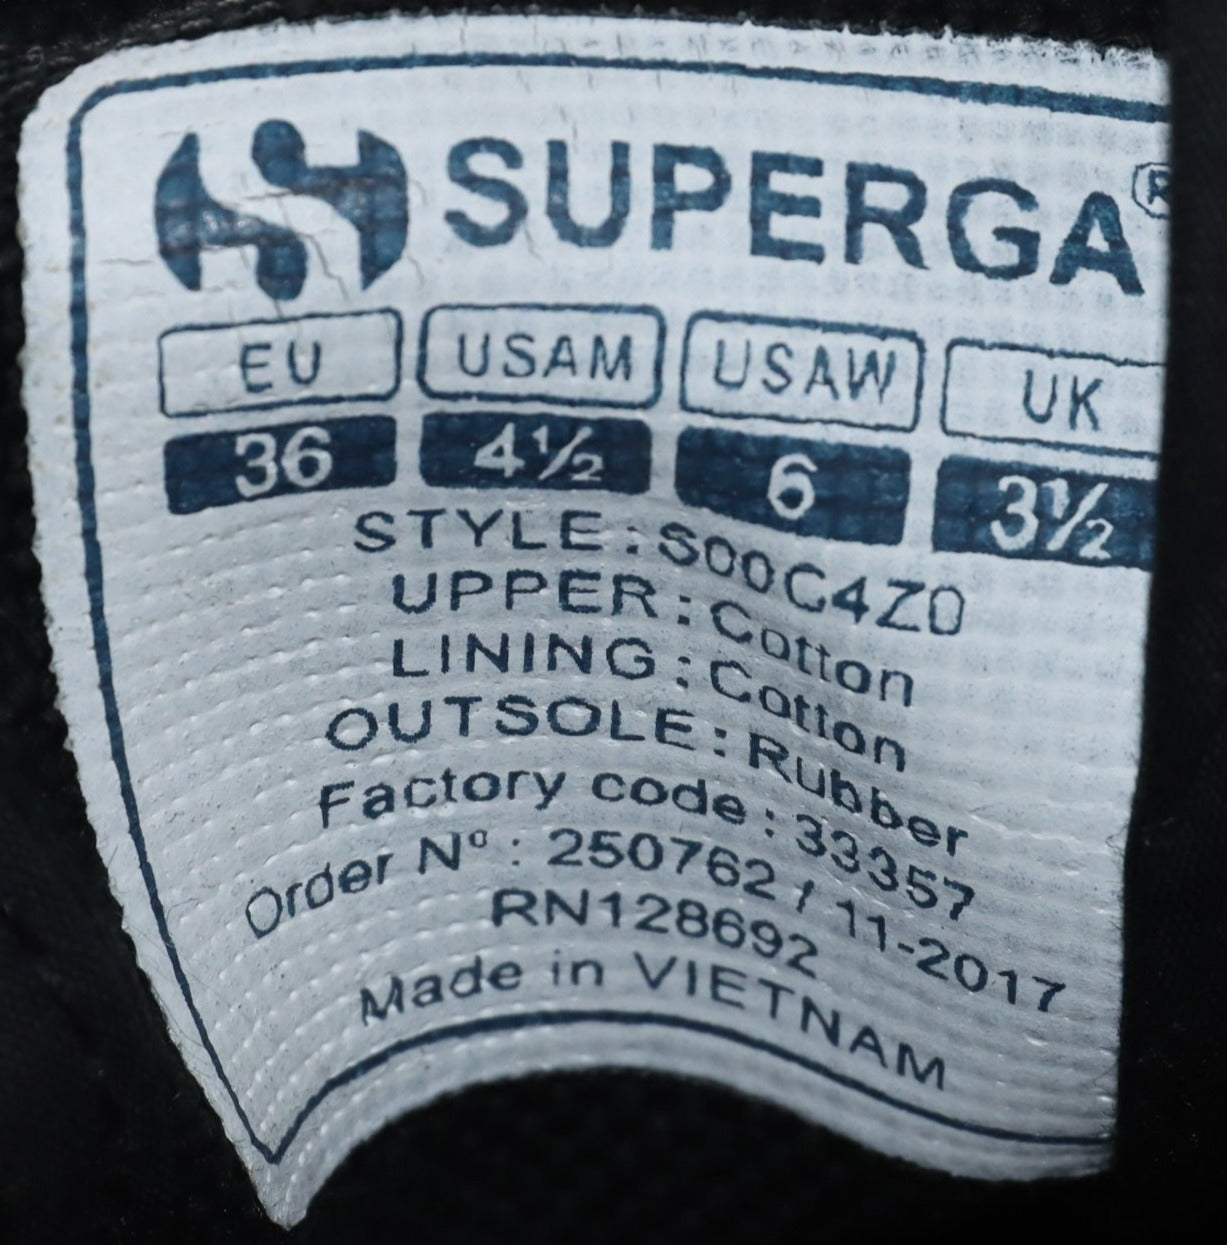 SUPERGA®
EU USAM USAW UK
36 4½ 6 3½
STYLE : S00C4Z0
UPPER : Cotton
LINING : Cotton
OUTSOLE : Rubber
Factory code : 33357
Order Nº : 250762 / 11-2017
RN128692
Made in VIETNAM